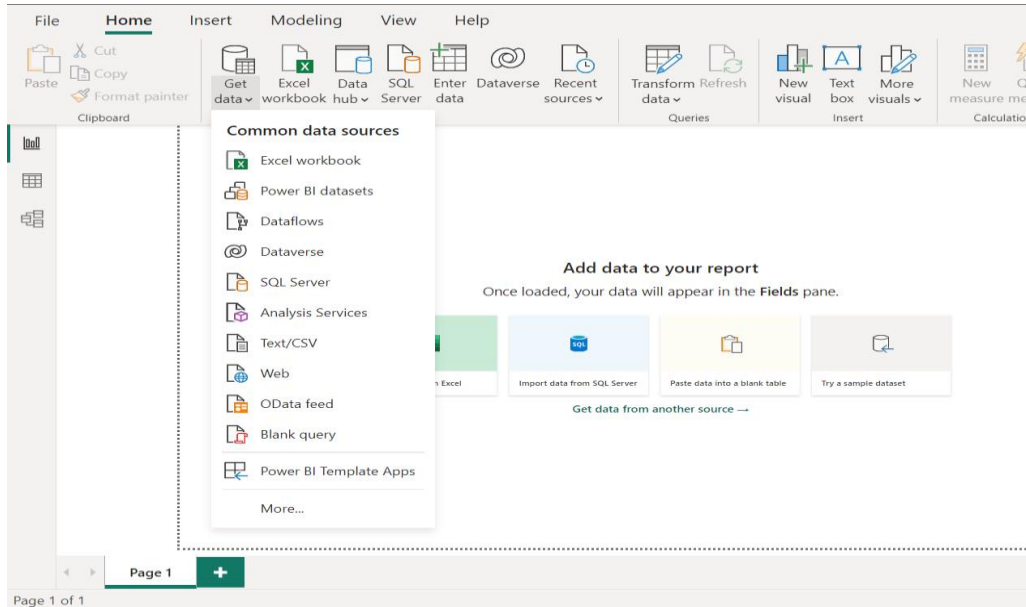 File Home Insert Modeling View Help
Paste
Cut
Copy
Format painter
Clipboard
Get data
Excel workbook
Data hub
SQL Server
Enter data
Dataverse
Recent sources
Transform data
Refresh
Queries
New visual
Text box
A
More visuals
Insert
New measure
Common data sources
Excel workbook
Power BI datasets
Dataflows
Dataverse
SQL Server
Analysis Services
Text/CSV
Web
OData feed
Blank query
Power BI Template Apps
More...
Add data to your report
Once loaded, your data will appear in the Fields pane.
Excel
SQL
Import data from SQL Server
Paste data into a blank table
Try a sample dataset
Get data from another source →
Page 1
Page 1 of 1